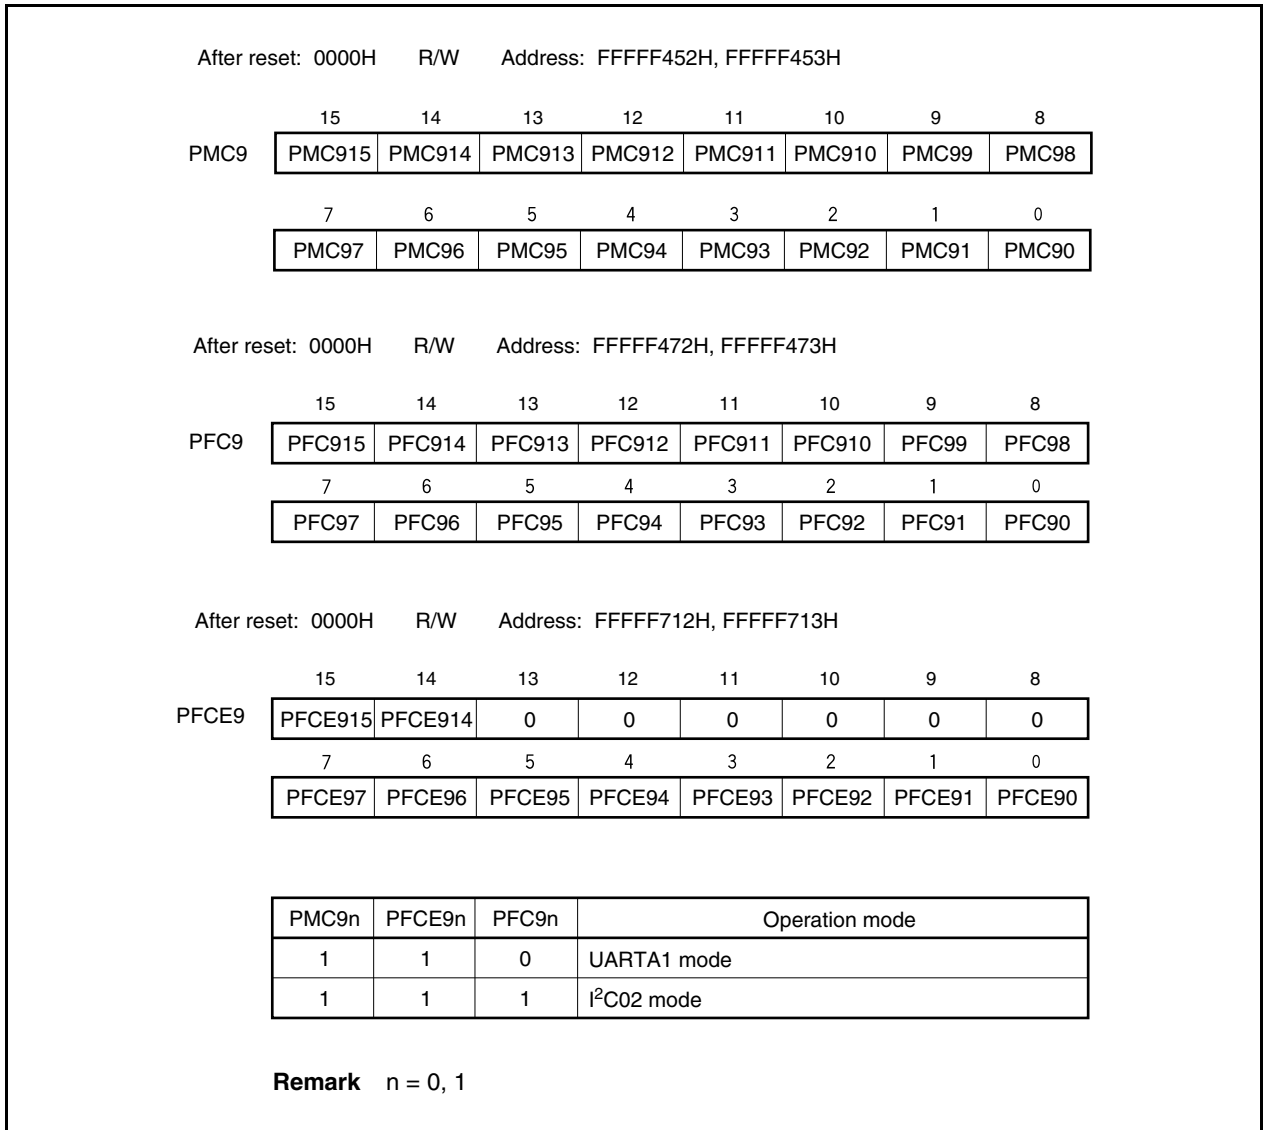 After reset: 0000H R/W Address: FFFFF452H, FFFFF453H
15 14 13 12 11 10 9 8
PMC9 PMC915 PMC914 PMC913 PMC912 PMC911 PMC910 PMC99 PMC98
7 6 5 4 3 2 1 0
PMC97 PMC96 PMC95 PMC94 PMC93 PMC92 PMC91 PMC90
After reset: 0000H R/W Address: FFFFF472H, FFFFF473H
15 14 13 12 11 10 9 8
PFC9 PFC915 PFC914 PFC913 PFC912 PFC911 PFC910 PFC99 PFC98
7 6 5 4 3 2 1 0
PFC97 PFC96 PFC95 PFC94 PFC93 PFC92 PFC91 PFC90
After reset: 0000H R/W Address: FFFFF712H, FFFFF713H
15 14 13 12 11 10 9 8
PFCE9 PFCE915 PFCE914 0 0 0 0 0 0
7 6 5 4 3 2 1 0
PFCE97 PFCE96 PFCE95 PFCE94 PFCE93 PFCE92 PFCE91 PFCE90
PMC9n PFCE9n PFC9n Operation mode
1 1 0 UARTA1 mode
1 1 1 I²C02 mode
Remark n = 0, 1